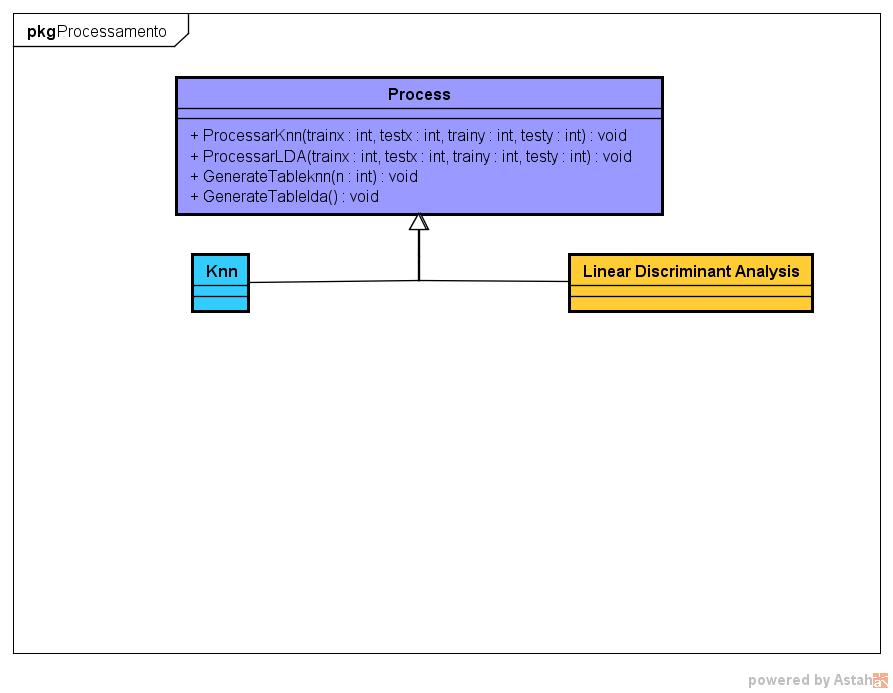 pkgProcessamento
Process
+ ProcessarKnn(trainx : int, testx : int, trainy : int, testy : int) : void
+ ProcessarLDA(trainx : int, testx : int, trainy : int, testy : int) : void
+ GenerateTableknn(n : int) : void
+ GenerateTablelda() : void
Knn
Linear Discriminant Analysis
powered by Astah